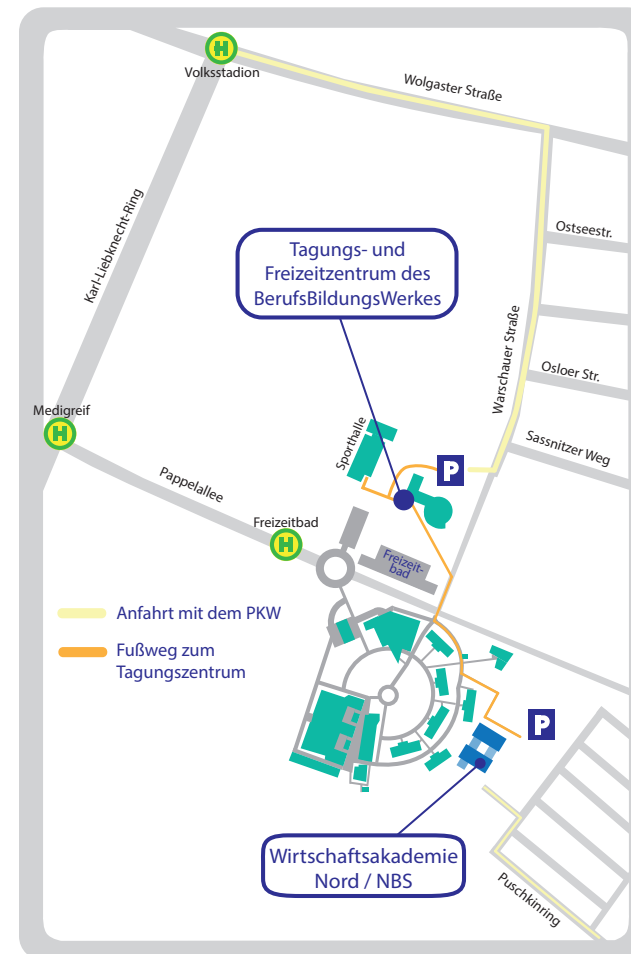 H
Volksstadion
Wolgaster Straße
Karl-Liebknecht-Ring
Ostseestr.
Tagungs- und
Freizeitzentrum des
BerufsBildungsWerkes
Warschauer Straße
Osloer Str.
Medigreif
H
Sassnitzer Weg
Sporthalle
P
Pappelallee
Freizeitbad
H
Freizeit-
bad
Anfahrt mit dem PKW
Fußweg zum
Tagungszentrum
P
Wirtschaftsakademie
Nord / NBS
Puschkinring